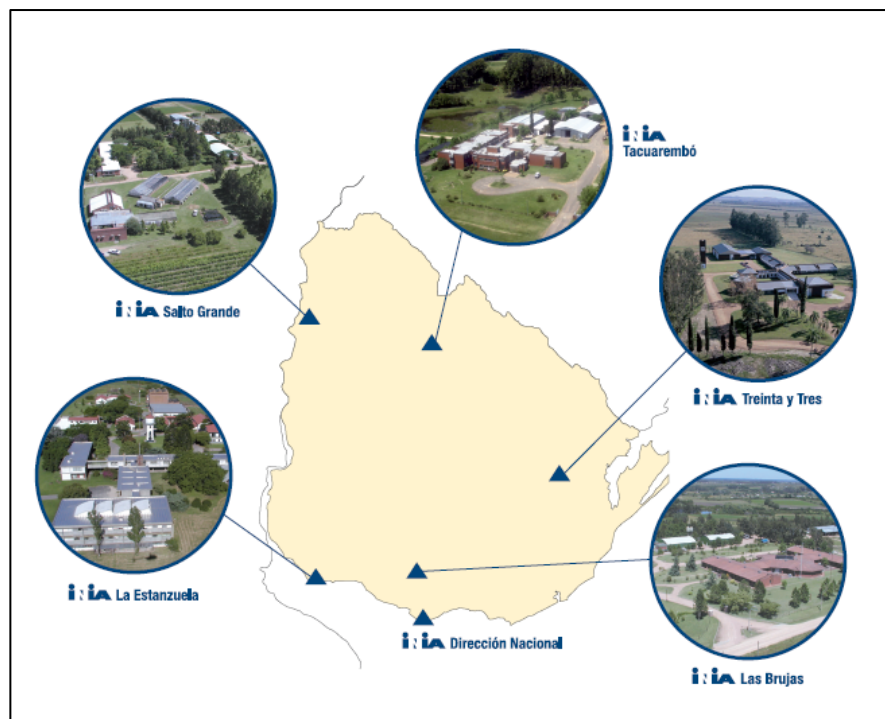 INIA
Tacuarembó
INIA Salto Grande
INIA Treinta y Tres
INIA La Estanzuela
INIA Dirección Nacional
INIA Las Brujas